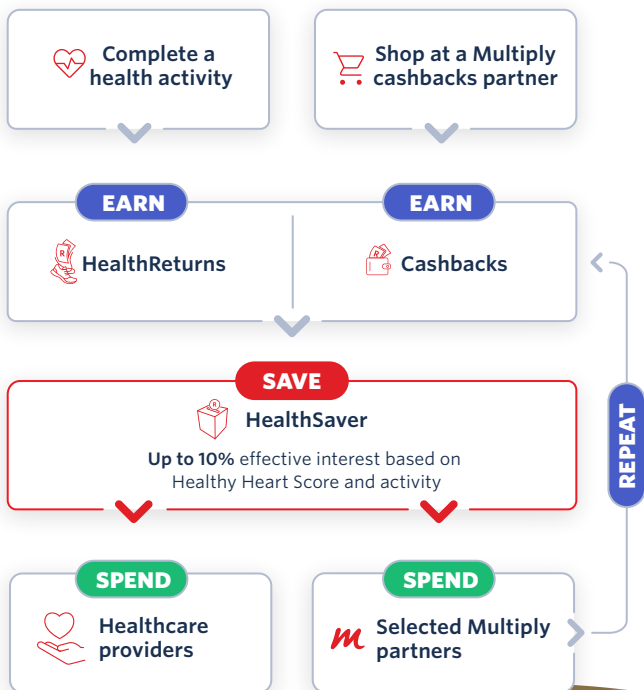 Complete a
health activity
Shop at a Multiply
cashbacks partner
EARN
HealthReturns
EARN
Cashbacks
SAVE
HealthSaver
Up to 10% effective interest based on
Healthy Heart Score and activity
REPEAT
SPEND
Healthcare
providers
SPEND
m Selected Multiply
partners